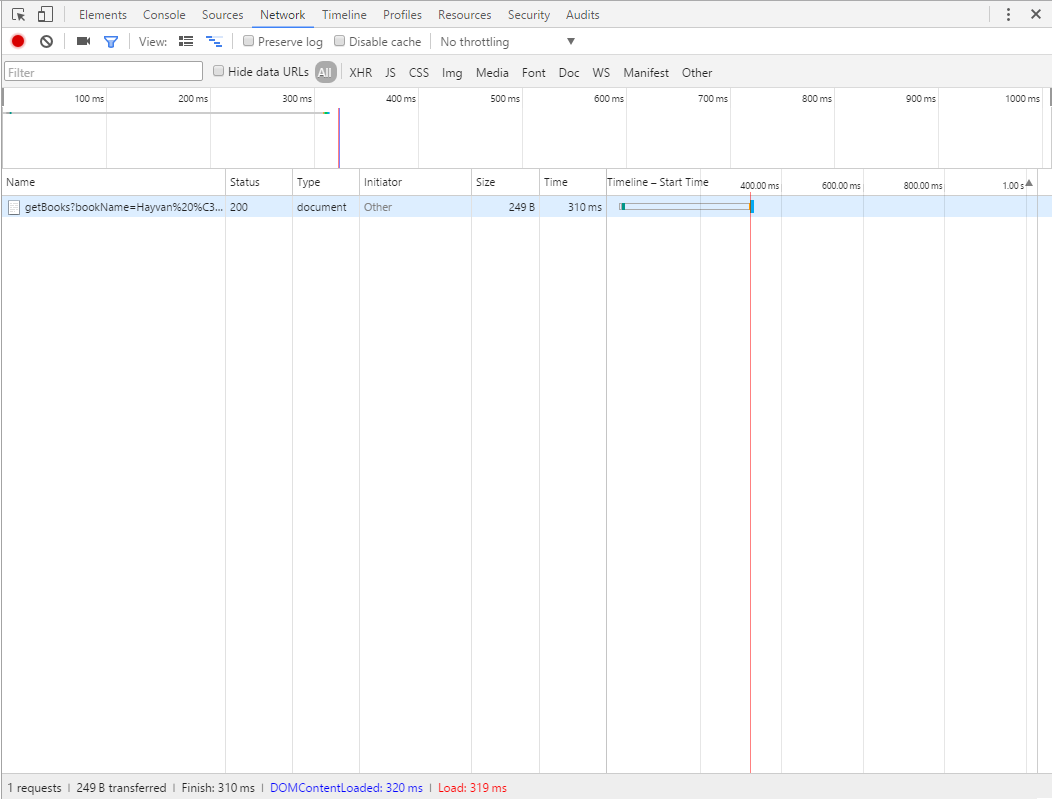 Elements Console Sources Network Timeline Profiles Resources Security Audits
View: Preserve log Disable cache No throttling
Filter Hide data URLs All XHR JS CSS Img Media Font Doc WS Manifest Other
100 ms 200 ms 300 ms 400 ms 500 ms 600 ms 700 ms 800 ms 900 ms 1000 ms
Name Status Type Initiator Size Time Timeline – Start Time 400.00 ms 600.00 ms 800.00 ms 1.00 s
getBooks?bookName=Hayvan%20%C3... 200 document Other 249 B 310 ms
1 requests | 249 B transferred | Finish: 310 ms | DOMContentLoaded: 320 ms | Load: 319 ms